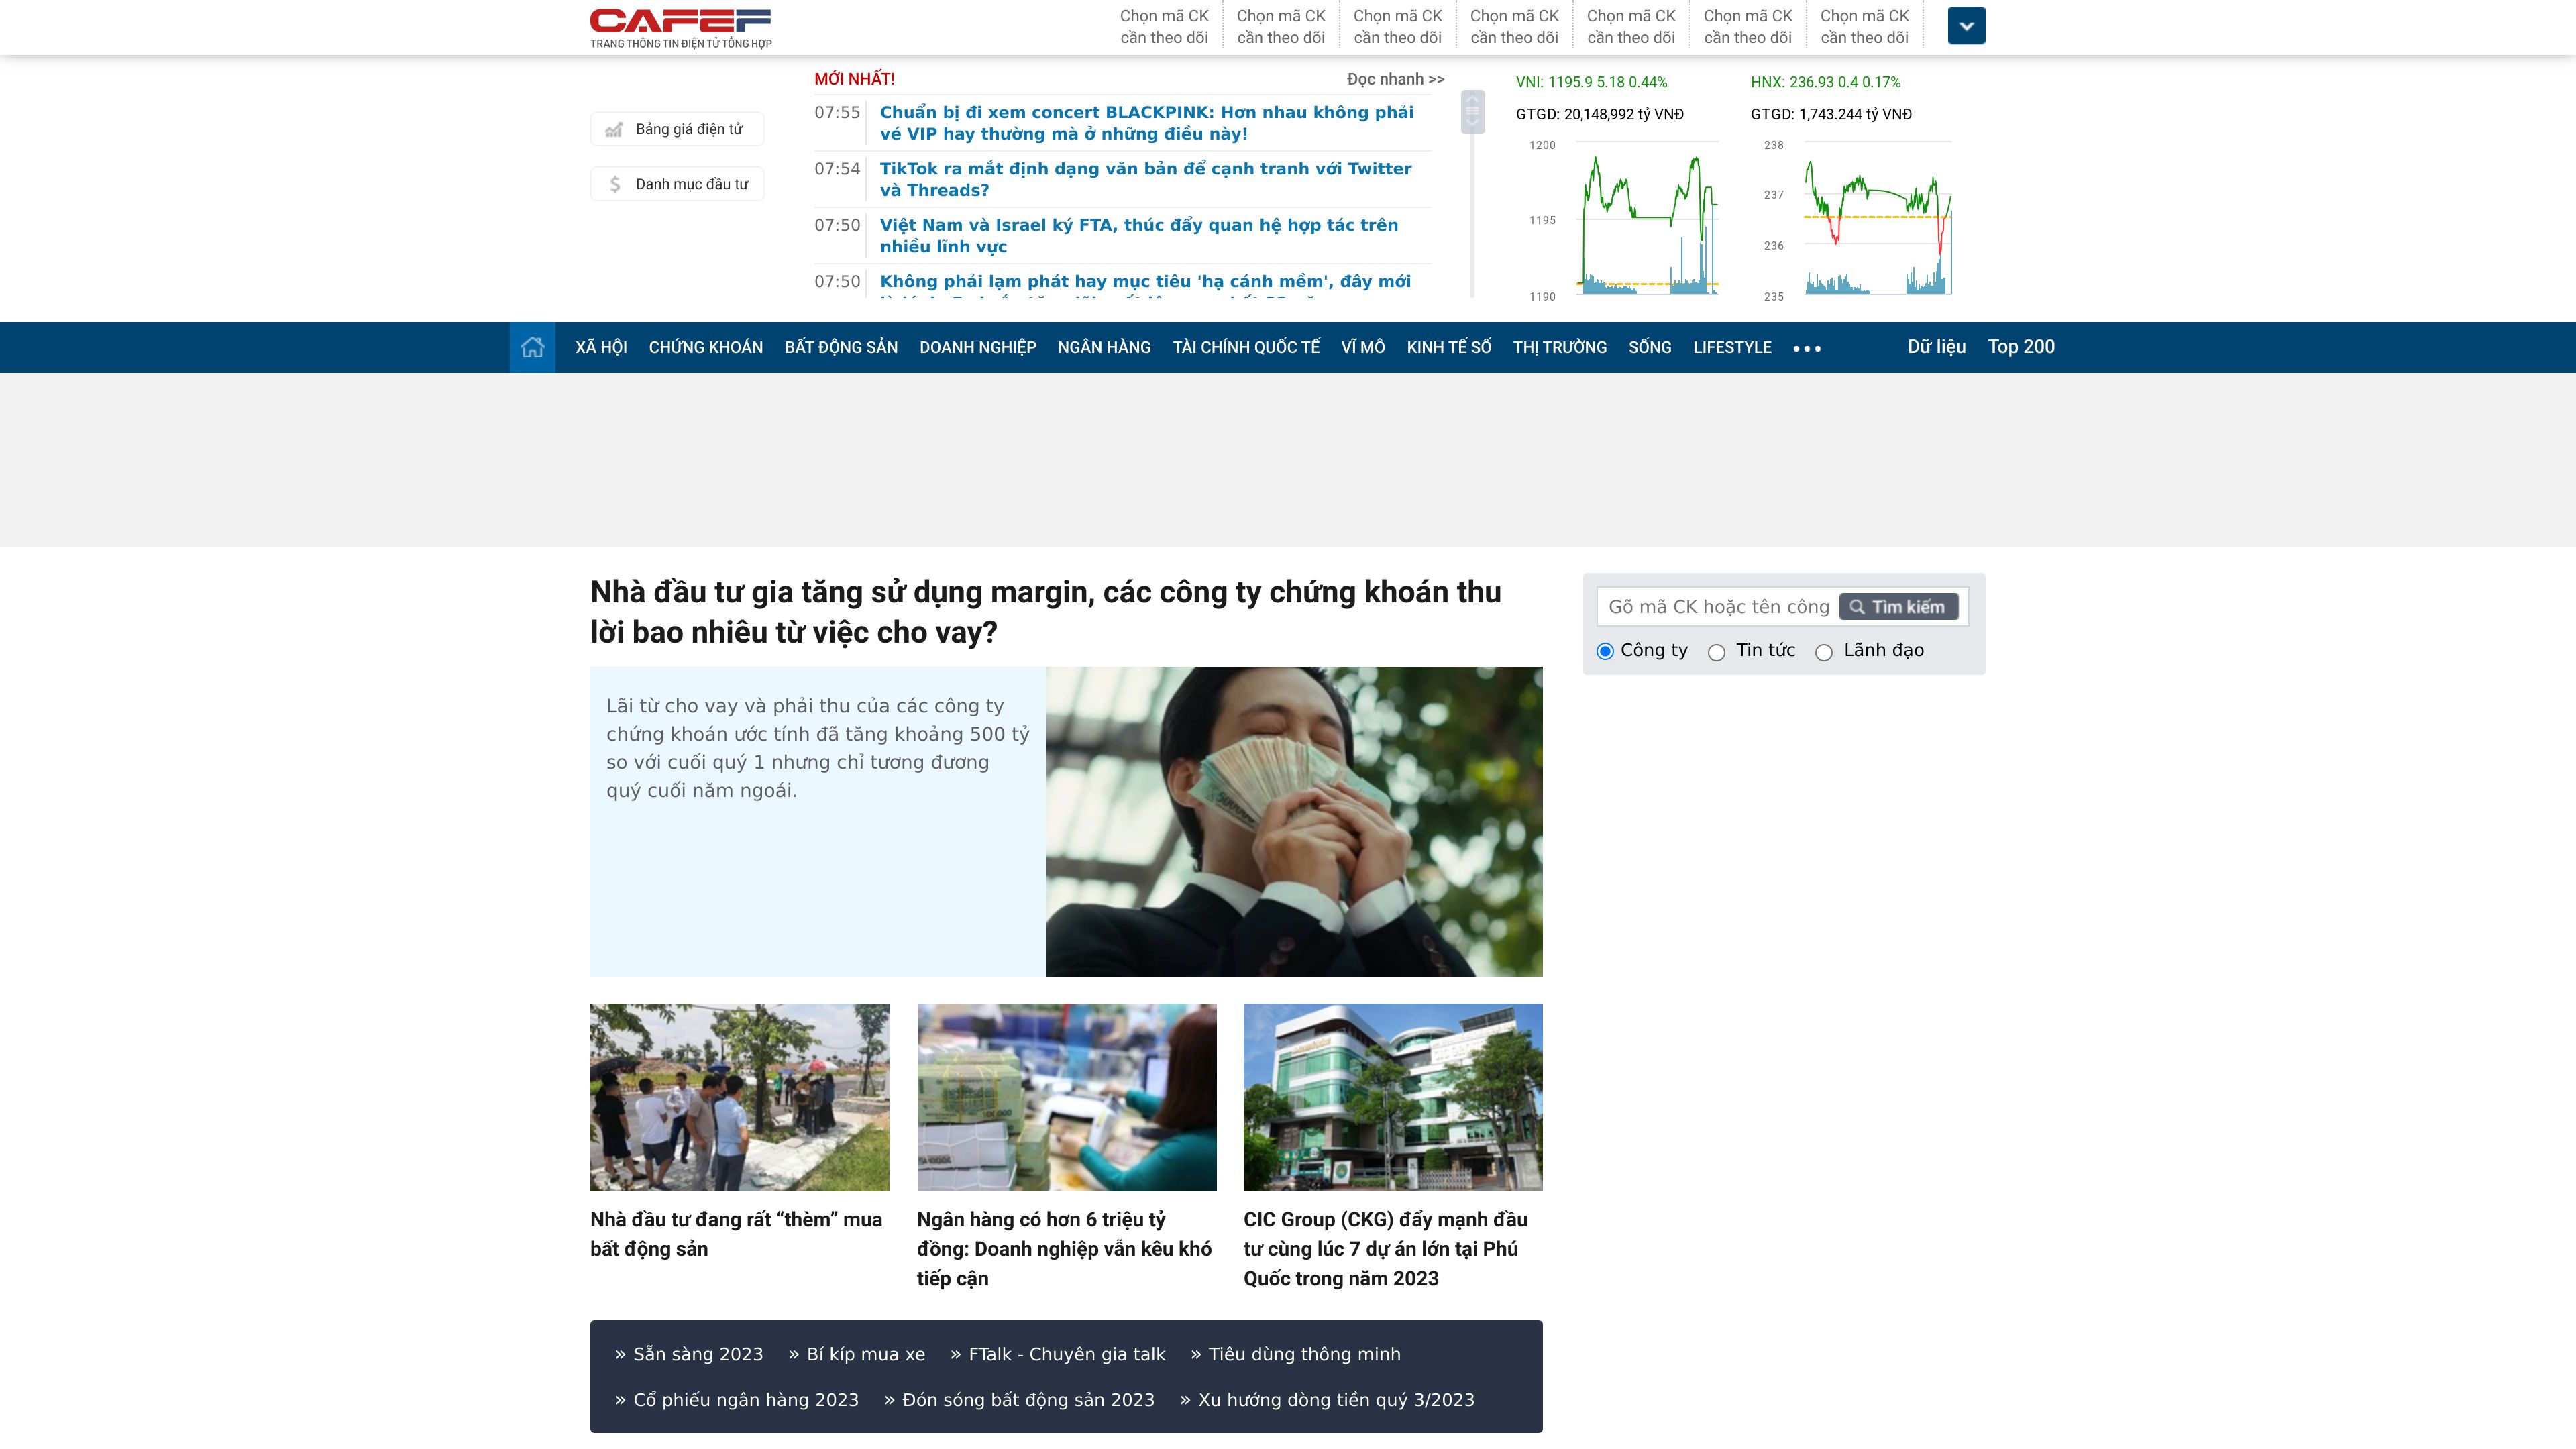 CAFEF
TRANG THÔNG TIN ĐIỆN TỬ TỔNG HỢP
Chọn mã CK
cần theo dõi
Chọn mã CK
cần theo dõi
Chọn mã CK
cần theo dõi
Chọn mã CK
cần theo dõi
Chọn mã CK
cần theo dõi
Chọn mã CK
cần theo dõi
Chọn mã CK
cần theo dõi
Bảng giá điện tử
Danh mục đầu tư
MỚI NHẤT!
Đọc nhanh >>
07:55 Chuẩn bị đi xem concert BLACKPINK: Hơn nhau không phải
vé VIP hay thường mà ở những điều này!
07:54 TikTok ra mắt định dạng văn bản để cạnh tranh với Twitter
và Threads?
07:50 Việt Nam và Israel ký FTA, thúc đẩy quan hệ hợp tác trên
nhiều lĩnh vực
07:50 Không phải lạm phát hay mục tiêu 'hạ cánh mềm', đây mới
VNI: 1195.9 5.18 0.44%
GTGD: 20,148,992 tỷ VNĐ
1200
1195
1190
HNX: 236.93 0.4 0.17%
GTGD: 1,743.244 tỷ VNĐ
238
237
236
235
XÃ HỘI CHỨNG KHOÁN BẤT ĐỘNG SẢN DOANH NGHIỆP NGÂN HÀNG TÀI CHÍNH QUỐC TẾ VĨ MÔ KINH TẾ SỐ THỊ TRƯỜNG SỐNG LIFESTYLE Dữ liệu Top 200
Nhà đầu tư gia tăng sử dụng margin, các công ty chứng khoán thu
lời bao nhiêu từ việc cho vay?
Lãi từ cho vay và phải thu của các công ty
chứng khoán ước tính đã tăng khoảng 500 tỷ
so với cuối quý 1 nhưng chỉ tương đương
quý cuối năm ngoái.
Gõ mã CK hoặc tên công
Tìm kiếm
Công ty Tin tức Lãnh đạo
Nhà đầu tư đang rất “thèm” mua
bất động sản
Ngân hàng có hơn 6 triệu tỷ
đồng: Doanh nghiệp vẫn kêu khó
tiếp cận
CIC Group (CKG) đẩy mạnh đầu
tư cùng lúc 7 dự án lớn tại Phú
Quốc trong năm 2023
» Sẵn sàng 2023 » Bí kíp mua xe » FTalk - Chuyên gia talk » Tiêu dùng thông minh
» Cổ phiếu ngân hàng 2023 » Đón sóng bất động sản 2023 » Xu hướng dòng tiền quý 3/2023